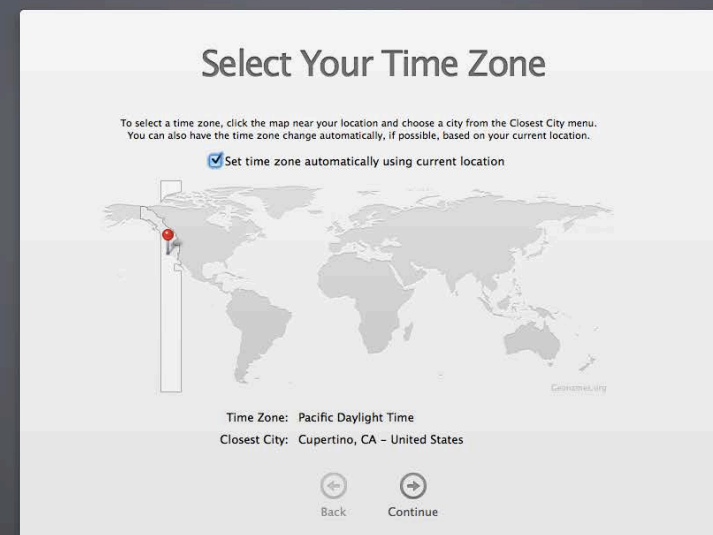 Select Your Time Zone
To select a time zone, click the map near your location and choose a city from the Closest City menu.
You can also have the time zone change automatically, if possible, based on your current location.
Set time zone automatically using current location
Geonames.org
Time Zone: Pacific Daylight Time
Closest City: Cupertino, CA – United States
Back
Continue